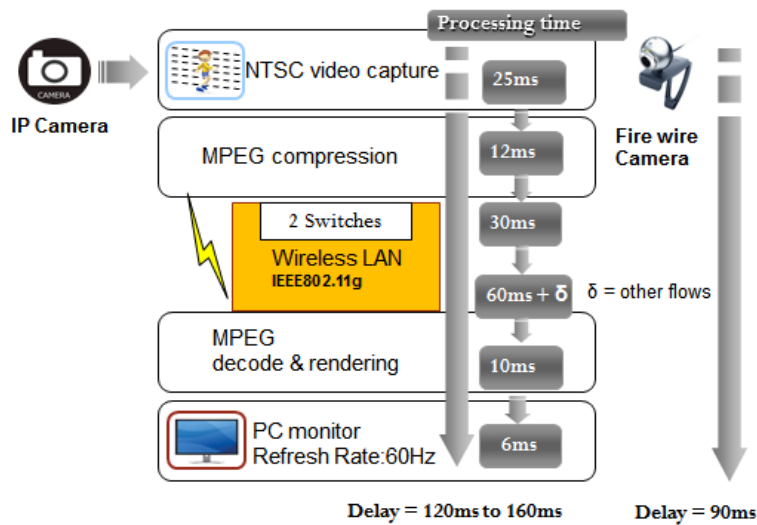 Processing time
CAMERA
IP Camera
NTSC video capture
25ms
Fire wire
Camera
MPEG compression
12ms
2 Switches
30ms
Wireless LAN
IEEE802.11g
60ms + δ
δ = other flows
MPEG
decode & rendering
10ms
PC monitor
Refresh Rate:60Hz
6ms
Delay = 120ms to 160ms
Delay = 90ms